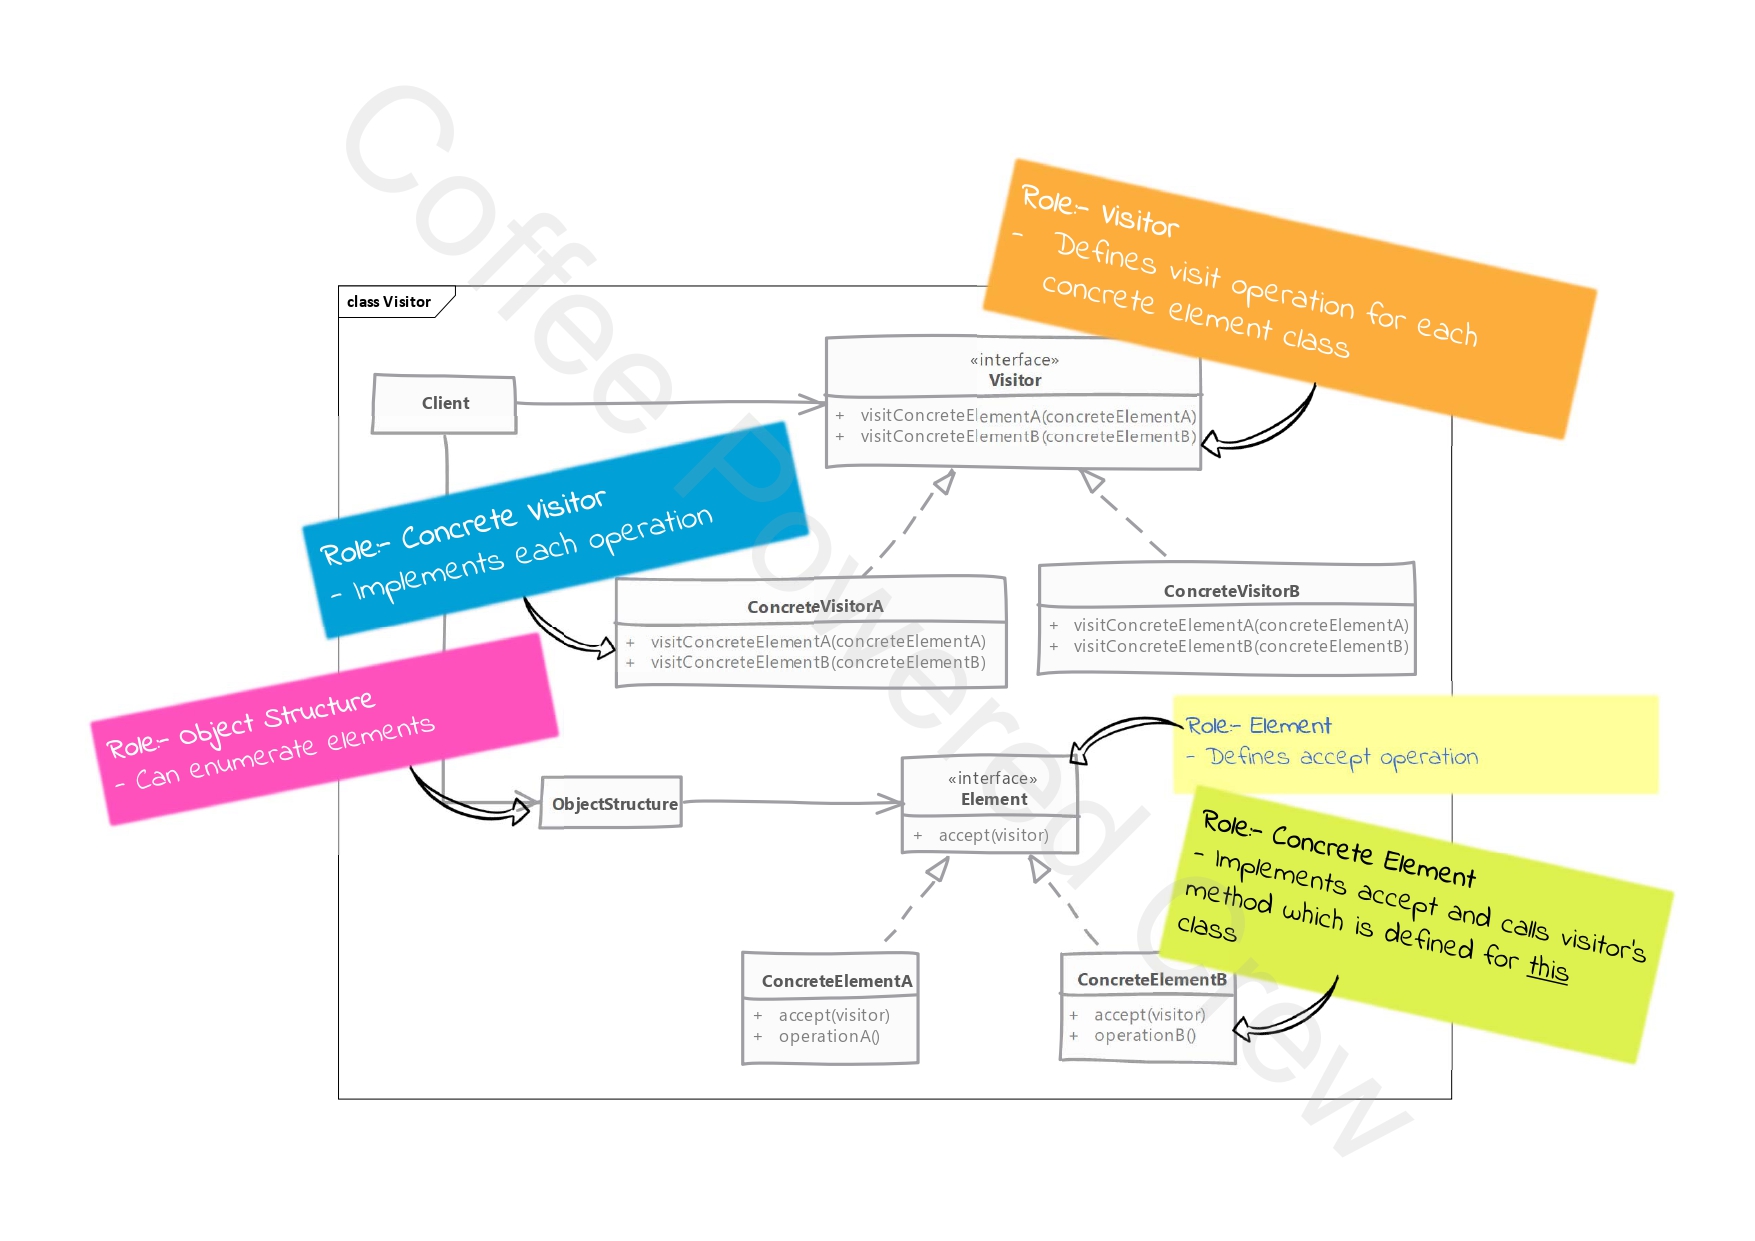 Coffee Powered Crew
Role:- Visitor
- Defines visit operation for each
concrete element class
class Visitor
«interface»
Visitor
+ visitConcreteElementA(concreteElementA)
+ visitConcreteElementB(concreteElementB)
Client
Role:- Concrete Visitor
- Implements each operation
ConcreteVisitorA
+ visitConcreteElementA(concreteElementA)
+ visitConcreteElementB(concreteElementB)
ConcreteVisitorB
+ visitConcreteElementA(concreteElementA)
+ visitConcreteElementB(concreteElementB)
Role:- Object Structure
- Can enumerate elements
ObjectStructure
«interface»
Element
+ accept(visitor)
Role:- Element
- Defines accept operation
Role:- Concrete Element
- Implements accept and calls visitor's
method which is defined for this
class
ConcreteElementA
+ accept(visitor)
+ operationA()
ConcreteElementB
+ accept(visitor)
+ operationB()